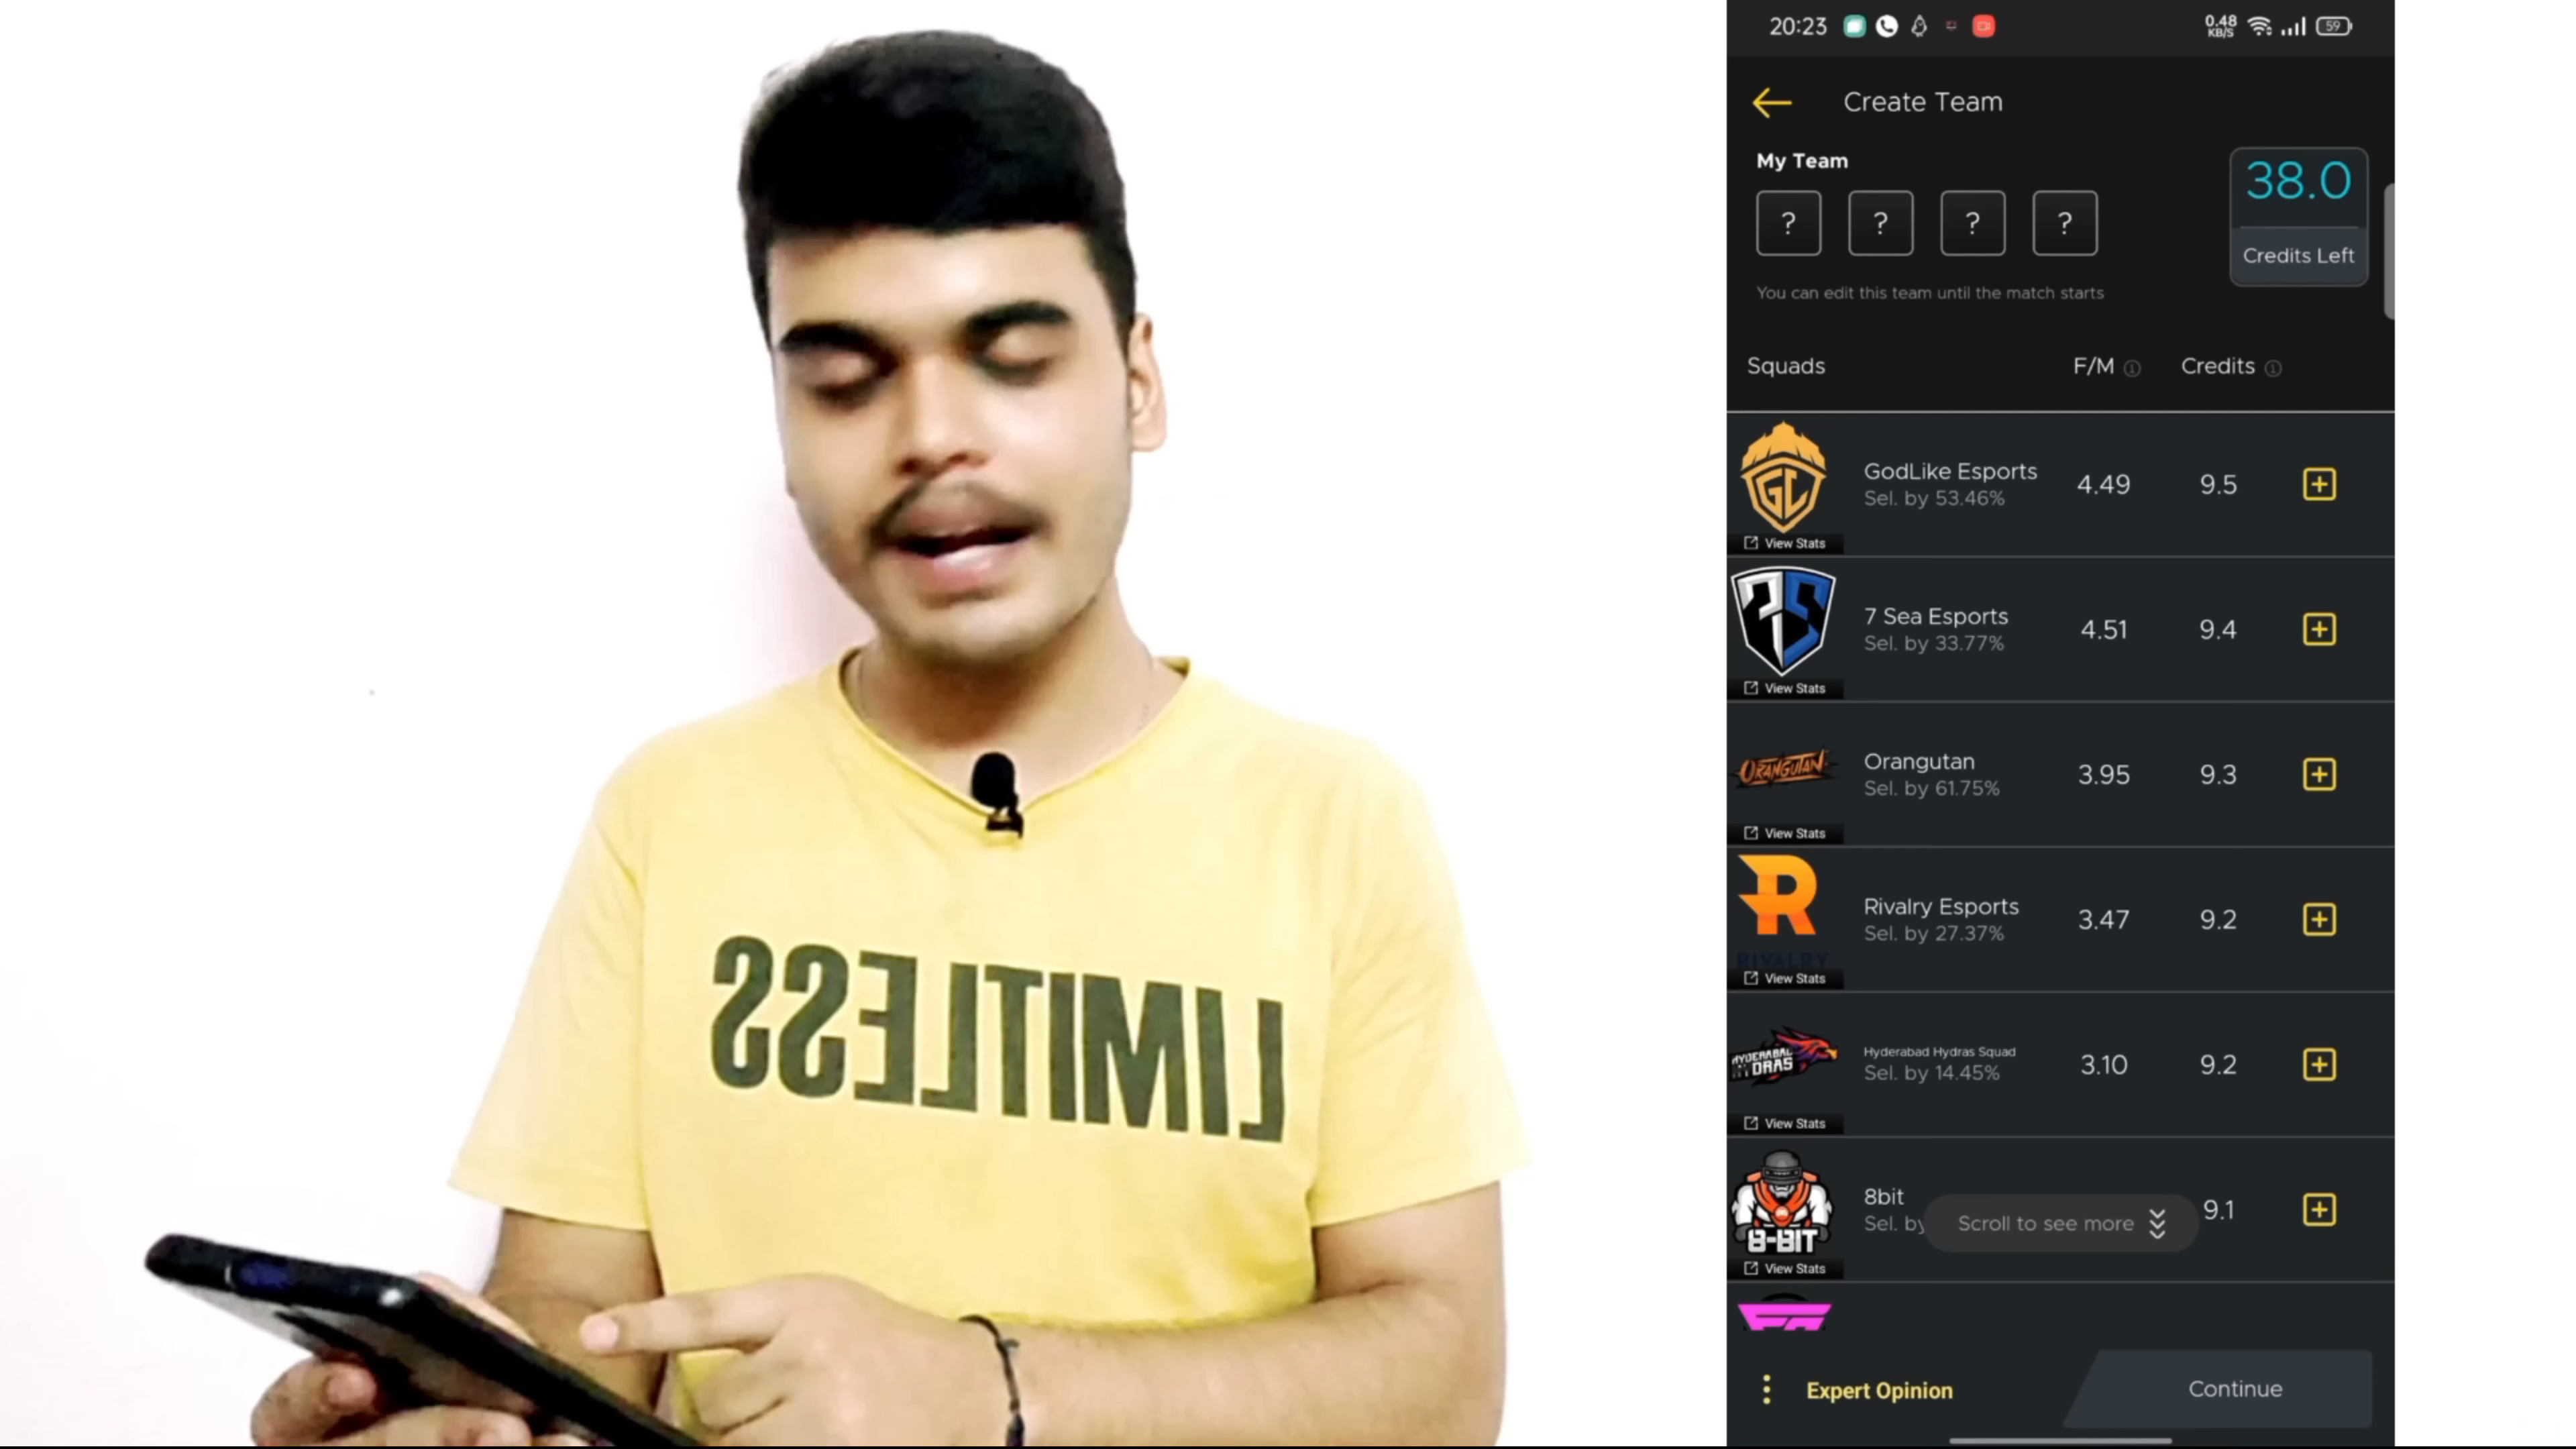 LIMITLESS
20:23
0.48
KB/S
59
Create Team
My Team
38.0
Credits Left
? ? ? ?
You can edit this team until the match starts
Squads F/M Credits
GC
GodLike Esports
Sel. by 53.46%
4.49 9.5
View Stats
7S
7 Sea Esports
Sel. by 33.77%
4.51 9.4
View Stats
ORANGUTAN
Orangutan
Sel. by 61.75%
3.95 9.3
View Stats
R
RIVALRY
Rivalry Esports
Sel. by 27.37%
3.47 9.2
View Stats
HYDERABAD
HYDRAS
Hyderabad Hydras Squad
Sel. by 14.45%
3.10 9.2
View Stats
8-BIT
8bit
Sel. by
9.1
Scroll to see more
View Stats
Expert Opinion
Continue